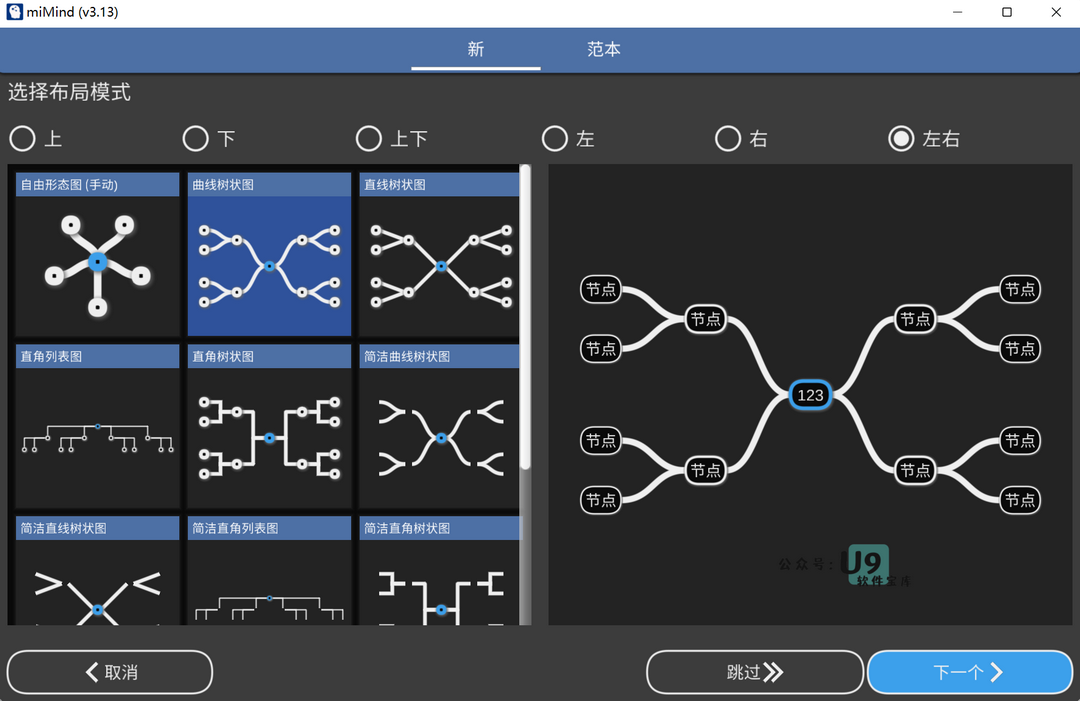 miMind (v3.13)
新 范本
选择布局模式
上 下 上下 左 右 左右
自由形态图 (手动) 曲线树状图 直线树状图
直角列表图 直角树状图 简洁曲线树状图
简洁直线树状图 简洁直角列表图 简洁直角树状图
节点 节点
节点 节点
节点 节点
123
节点 节点
节点 节点
节点 节点
公众号: U9
软件宝库
取消 跳过 下一个